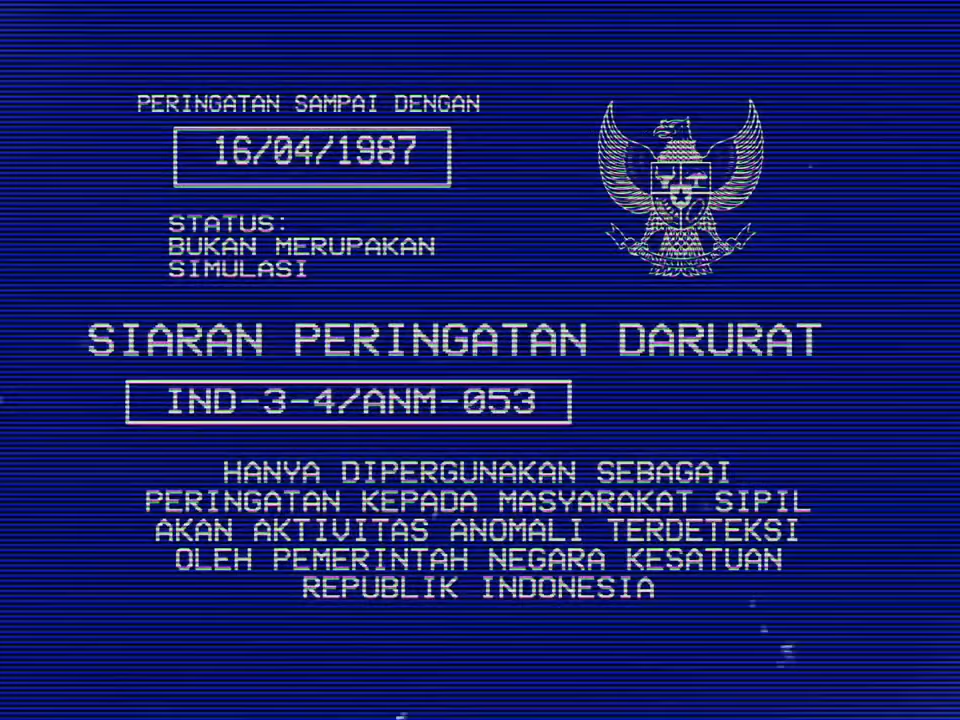 PERINGATAN SAMPAI DENGAN
16/04/1987
STATUS:
BUKAN MERUPAKAN
SIMULASI
SIARAN PERINGATAN DARURAT
IND-3-4/ANM-053
HANYA DIPERGUNAKAN SEBAGAI
PERINGATAN KEPADA MASYARAKAT SIPIL
AKAN AKTIVITAS ANOMALI TERDETEKSI
OLEH PEMERINTAH NEGARA KESATUAN
REPUBLIK INDONESIA